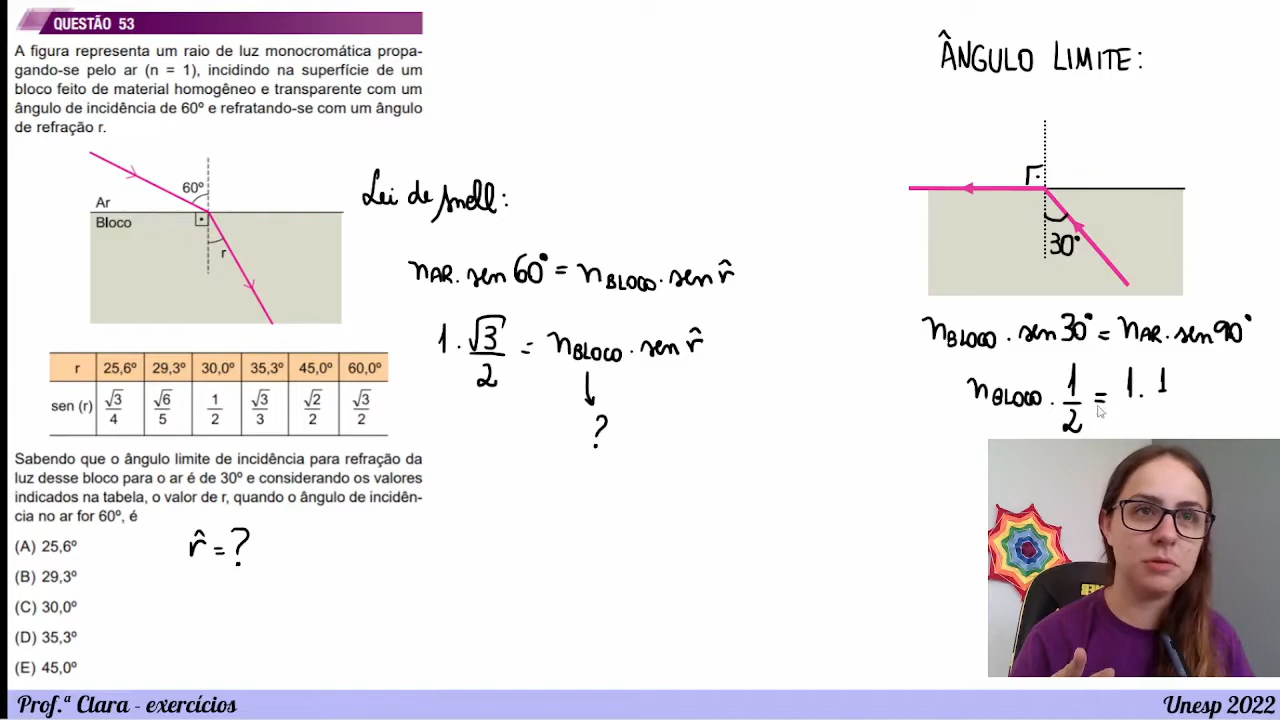 QUESTÃO 53
A figura representa um raio de luz monocromática propa-
gando-se pelo ar (n = 1), incidindo na superfície de um
bloco feito de material homogêneo e transparente com um
ângulo de incidência de 60º e refratando-se com um ângulo
de refração r.
60º
Ar
Bloco
r
r 25,6º 29,3º 30,0º 35,3º 45,0º 60,0º
sen (r) √3/4 √6/5 1/2 √3/3 √2/2 √3/2
Sabendo que o ângulo limite de incidência para refração da
luz desse bloco para o ar é de 30º e considerando os valores
indicados na tabela, o valor de r, quando o ângulo de incidên-
cia no ar for 60º, é
(A) 25,6º
(B) 29,3º
(C) 30,0º
(D) 35,3º
(E) 45,0º
r̂ = ?
Lei de snell:
nAR. sen 60° = nBLOCO. sen r̂
1 . √3/2 = nBLOCO. sen r̂
?
ÂNGULO LIMITE:
30°
nBLOCO. sen 30° = nAR. sen 90°
nBLOCO. 1/2 = 1. 1
Prof.ª Clara - exercícios
Unesp 2022